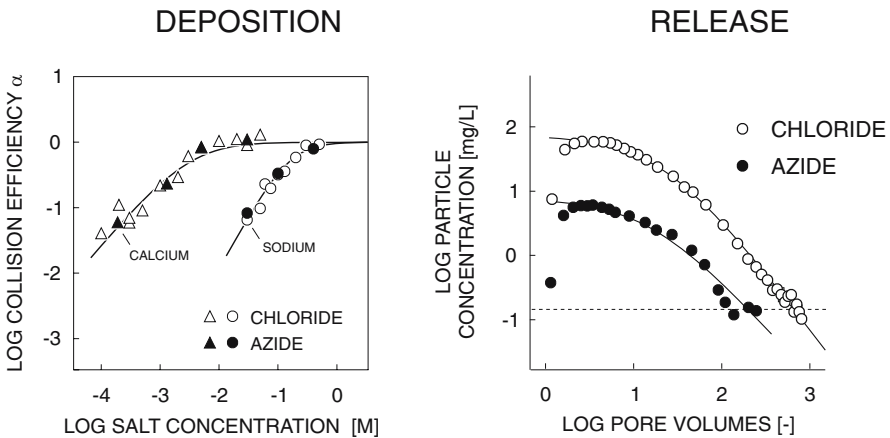 DEPOSITION
LOG COLLISION EFFICIENCY α
1
0
-1
-2
-3
CALCIUM
SODIUM
CHLORIDE
AZIDE
-4 -3 -2 -1 0
LOG SALT CONCENTRATION [M]
RELEASE
LOG PARTICLE
CONCENTRATION [mg/L]
2
1
0
-1
CHLORIDE
AZIDE
0 1 2 3
LOG PORE VOLUMES [-]